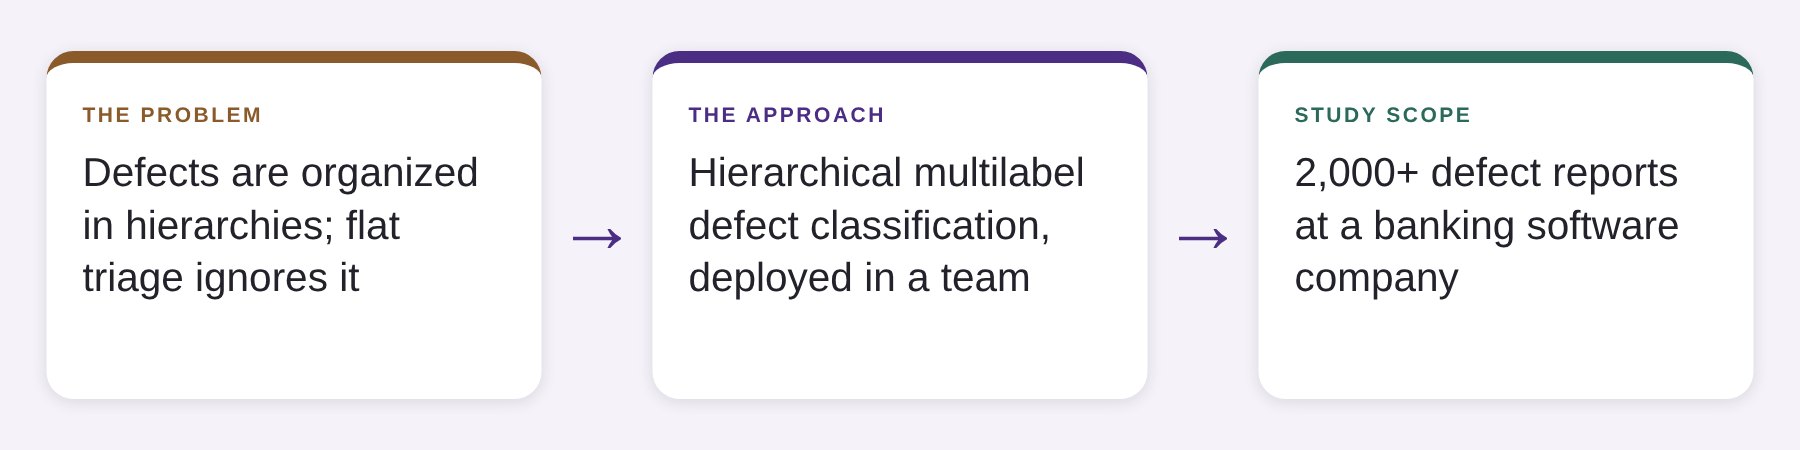 THE PROBLEM
Defects are organized
in hierarchies; flat
triage ignores it
→
THE APPROACH
Hierarchical multilabel
defect classification,
deployed in a team
→
STUDY SCOPE
2,000+ defect reports
at a banking software
company